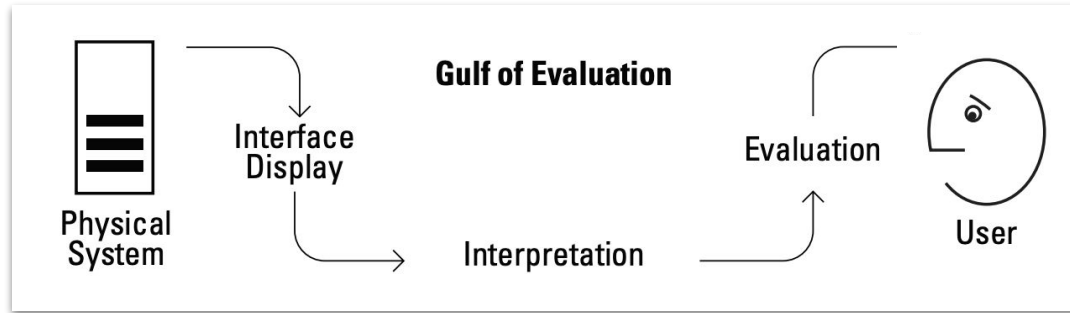 Gulf of Evaluation
Interface
Display
Evaluation
Physical
System
Interpretation
User